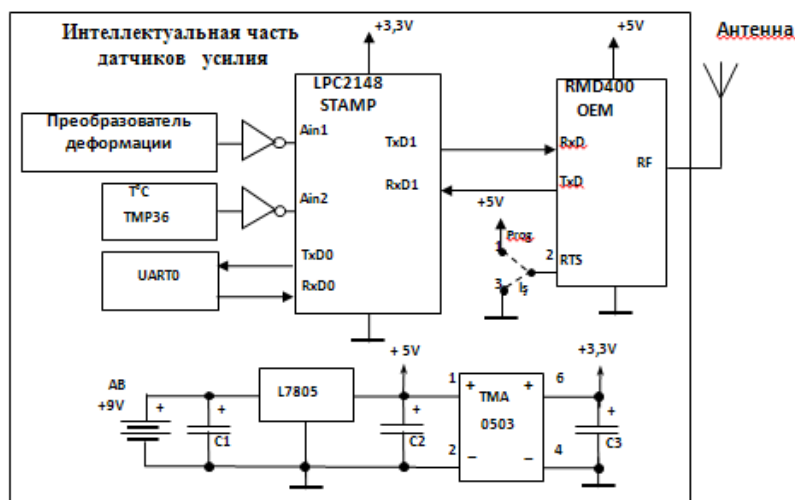 Интеллектуальная часть
датчиков усилия
+3,3V
+5V
Антенна
LPC2148
STAMP
RMD400
OEM
Преобразователь
деформации
Ain1
TxD1
RxD
RF
T°C
TMP36
Ain2
RxD1
TxD
+5V
Prog
1
2
RTS
3
Iş
UART0
TxD0
RxD0
AB
+9V
+
+
C1
L7805
+ 5V
+
C2
1
+
+
6
TMA
0503
2
–
–
4
+3,3V
+
C3